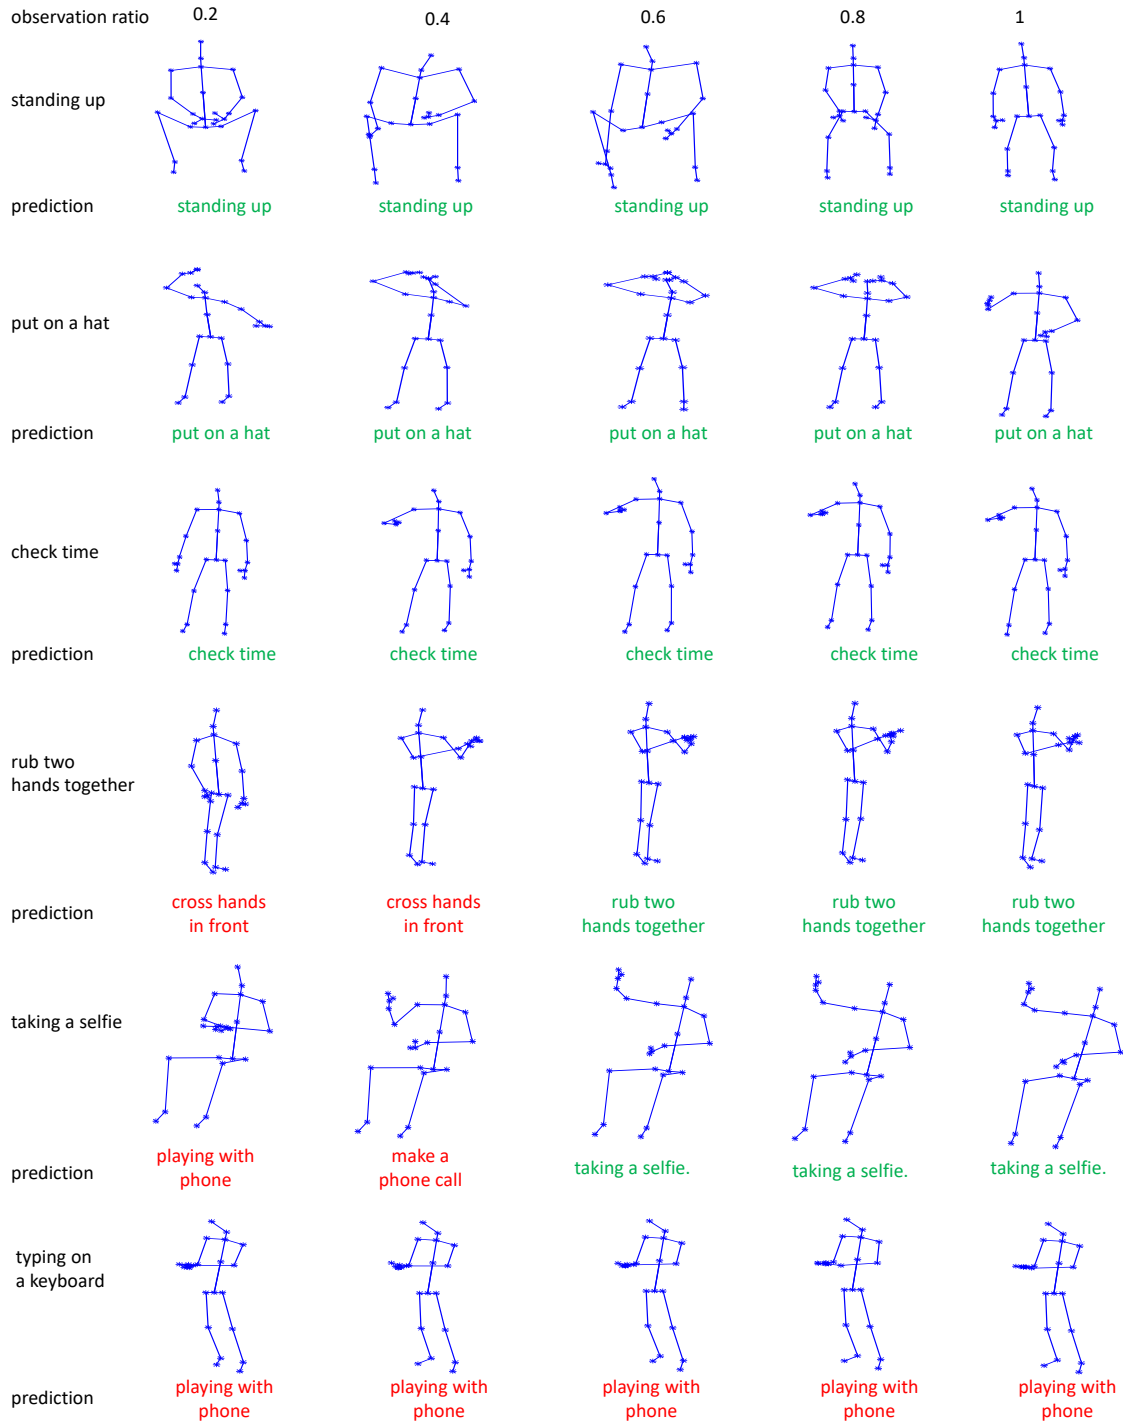 observation ratio 0.2 0.4 0.6 0.8 1
standing up
prediction standing up standing up standing up standing up standing up
put on a hat
prediction put on a hat put on a hat put on a hat put on a hat put on a hat
check time
prediction check time check time check time check time check time
rub two
hands together
prediction
cross hands
in front
cross hands
in front
rub two
hands together
rub two
hands together
rub two
hands together
taking a selfie
prediction
playing with
phone
make a
phone call
taking a selfie.
taking a selfie.
taking a selfie.
typing on
a keyboard
prediction
playing with
phone
playing with
phone
playing with
phone
playing with
phone
playing with
phone